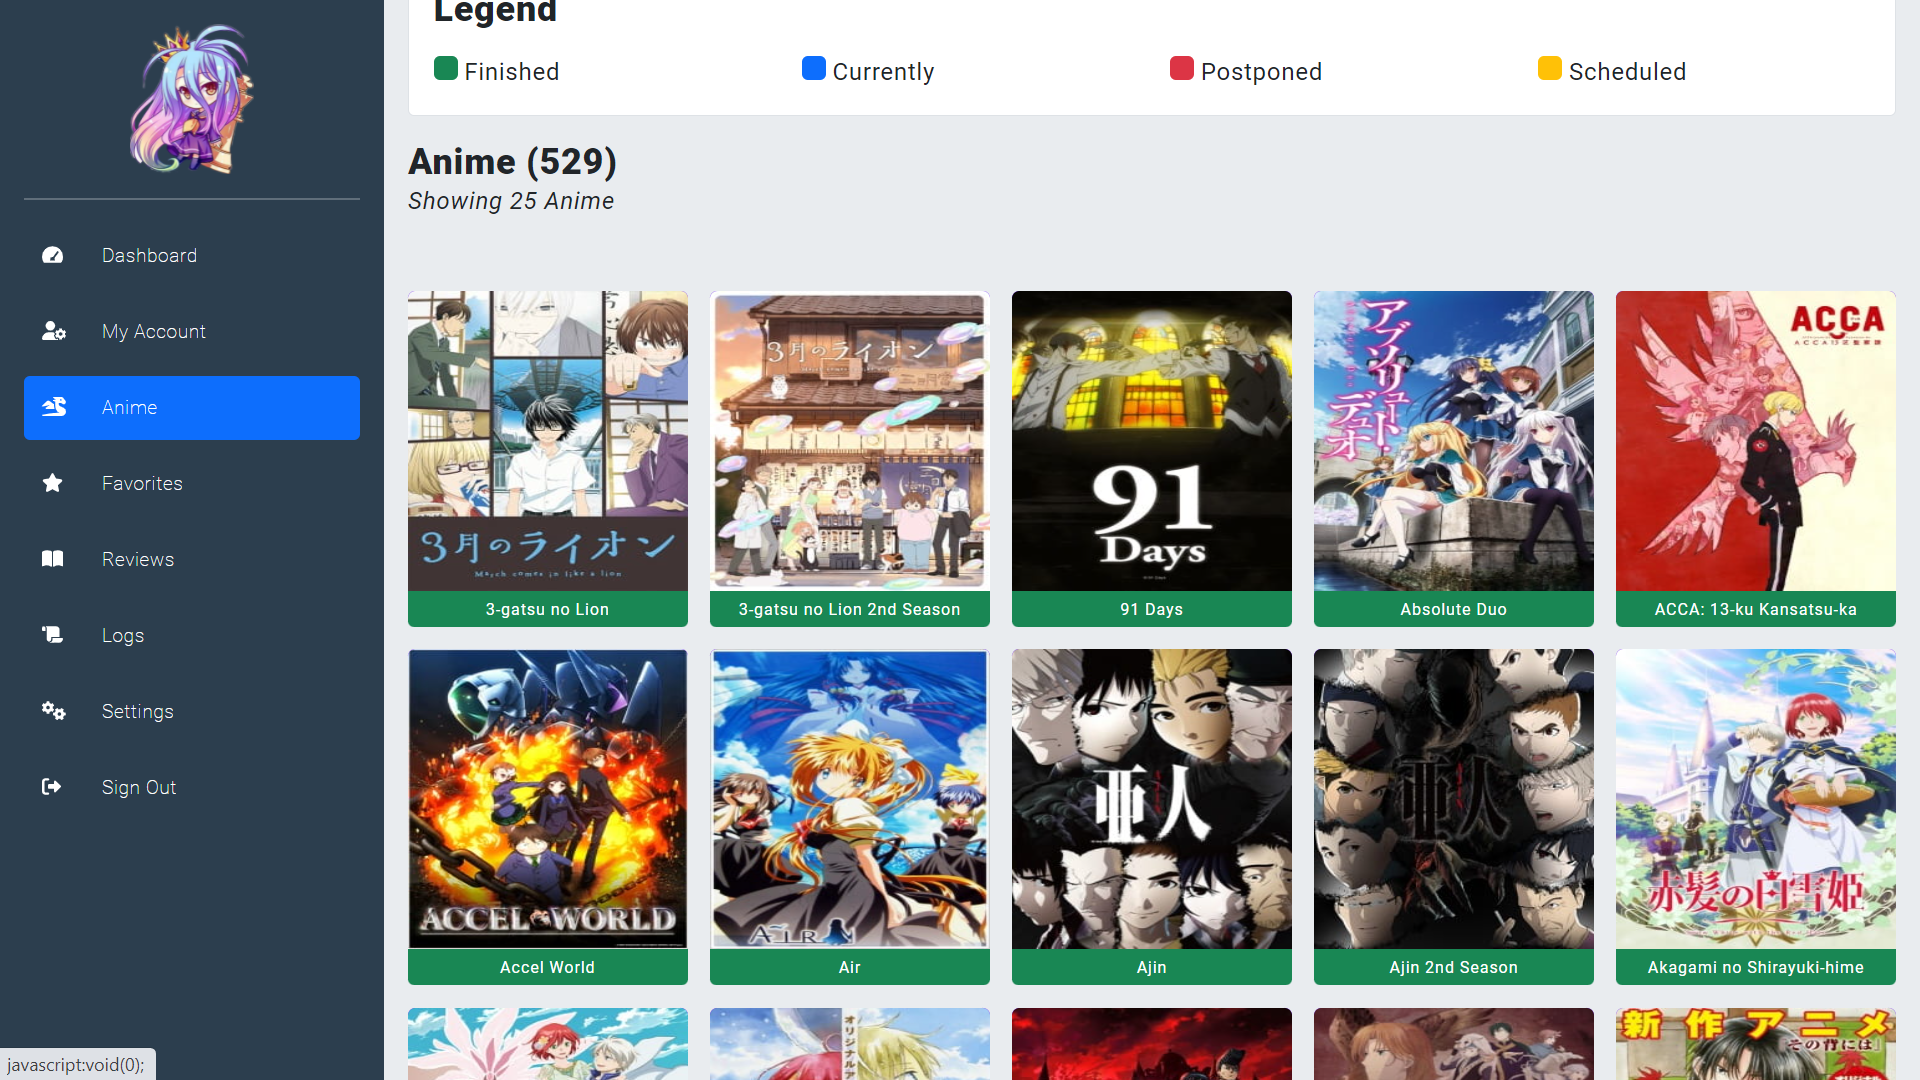 Legend
Finished
Currently
Postponed
Scheduled
Anime (529)
Showing 25 Anime
Dashboard
My Account
Anime
Favorites
Reviews
Logs
Settings
Sign Out
3月のライオン
March comes in like a lion
3-gatsu no Lion
3月のライオン
3-gatsu no Lion 2nd Season
91
Days
91 Days
アブソリュート・
デュオ
Absolute Duo
ACCA
ACCA: 13-ku Kansatsu-ka
ACCEL WORLD
Accel World
AIR
Air
亜人
Ajin
亜人
Ajin 2nd Season
赤髪の白雪姫
Akagami no Shirayuki-hime
新作アニメ
その背には
javascript:void(0);